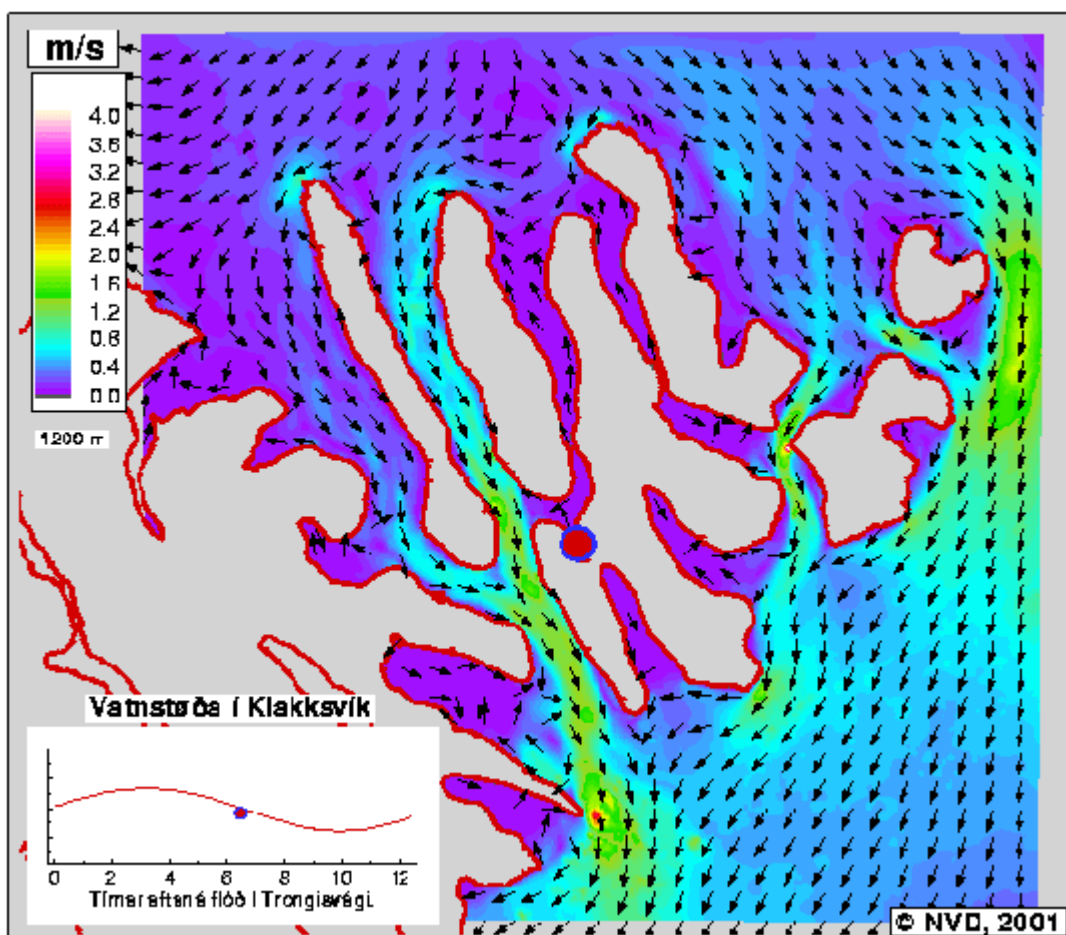 m/s
4.0
3.6
3.2
2.8
2.4
2.0
1.6
1.2
0.8
0.4
0.0
1200 m
Vatnstøða í Klakksvík
0 2 4 6 8 10 12
Tímar aftaná flóð í Trongisvági.
© NVD, 2001